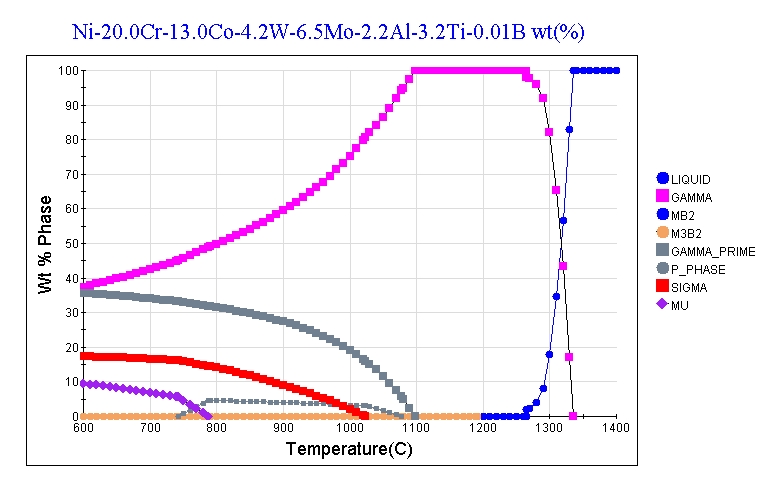 Ni-20.0Cr-13.0Co-4.2W-6.5Mo-2.2Al-3.2Ti-0.01B wt(%)
100
90
80
70
60
50
40
30
20
10
0
Wt % Phase
600 700 800 900 1000 1100 1200 1280 1300 1400
Temperature(C)
LIQUID
GAMMA
MB2
M3B2
GAMMA_PRIME
P_PHASE
SIGMA
MU